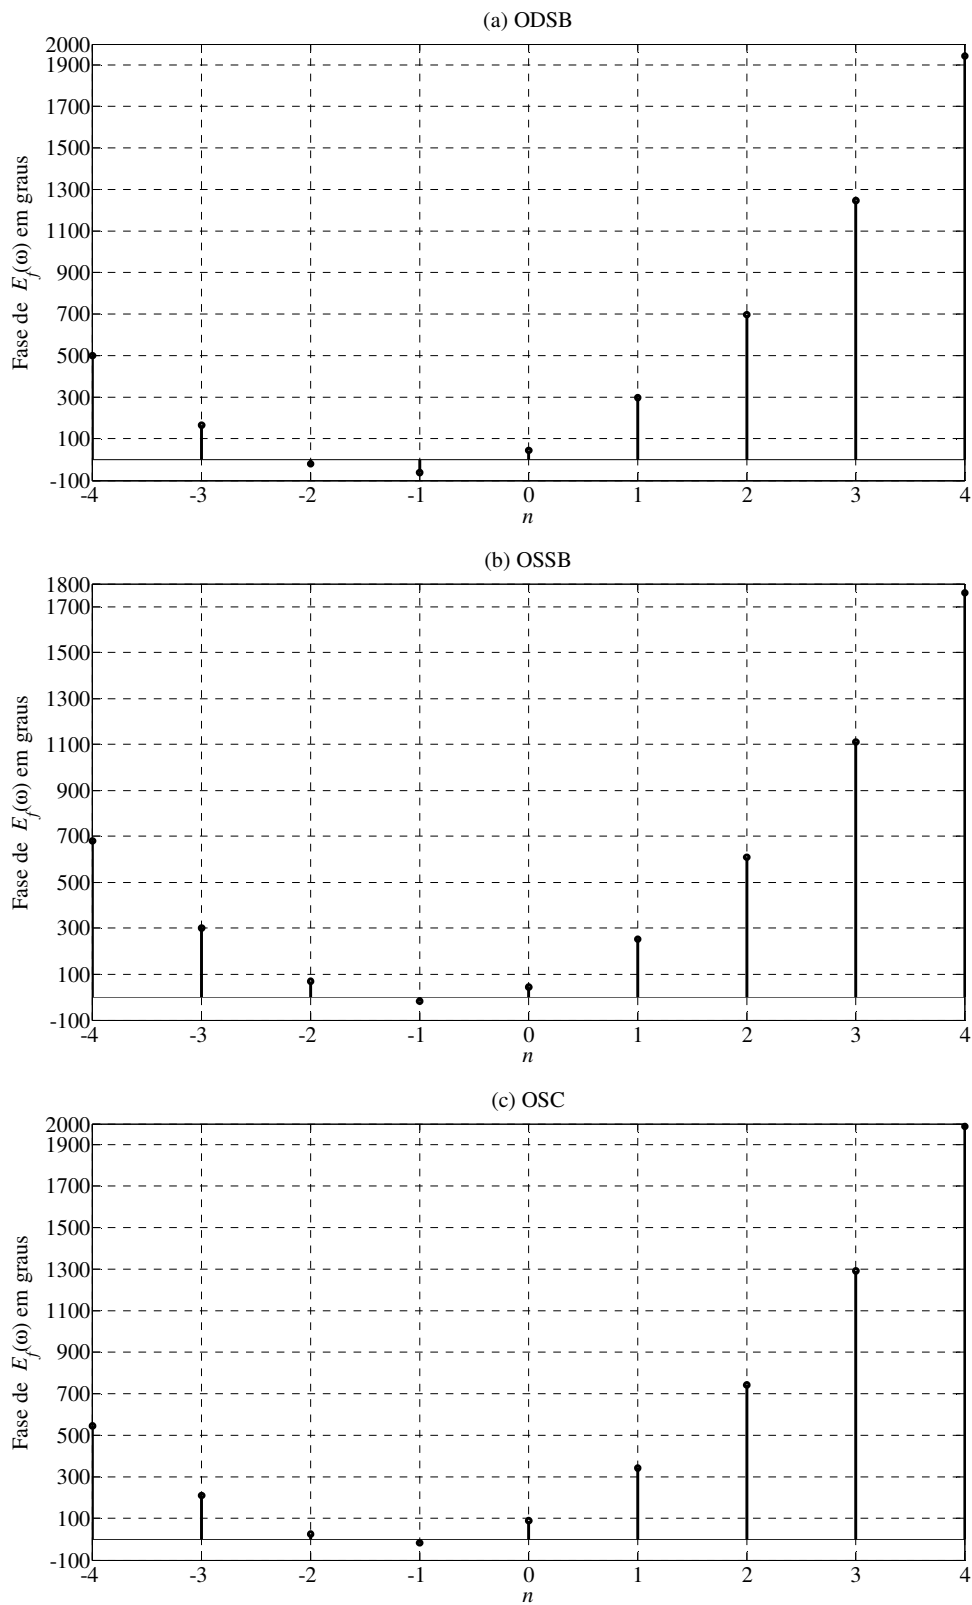 (a) ODSB
2000
1900
1700
1500
1300
1100
900
700
500
300
100
-100
Fase de E_f(ω) em graus
-4 -3 -2 -1 0 1 2 3 4
n
(b) OSSB
1800
1700
1500
1300
1100
900
700
500
300
100
-100
Fase de E_f(ω) em graus
-4 -3 -2 -1 0 1 2 3 4
n
(c) OSC
2000
1900
1700
1500
1300
1100
900
700
500
300
100
-100
Fase de E_f(ω) em graus
-4 -3 -2 -1 0 1 2 3 4
n